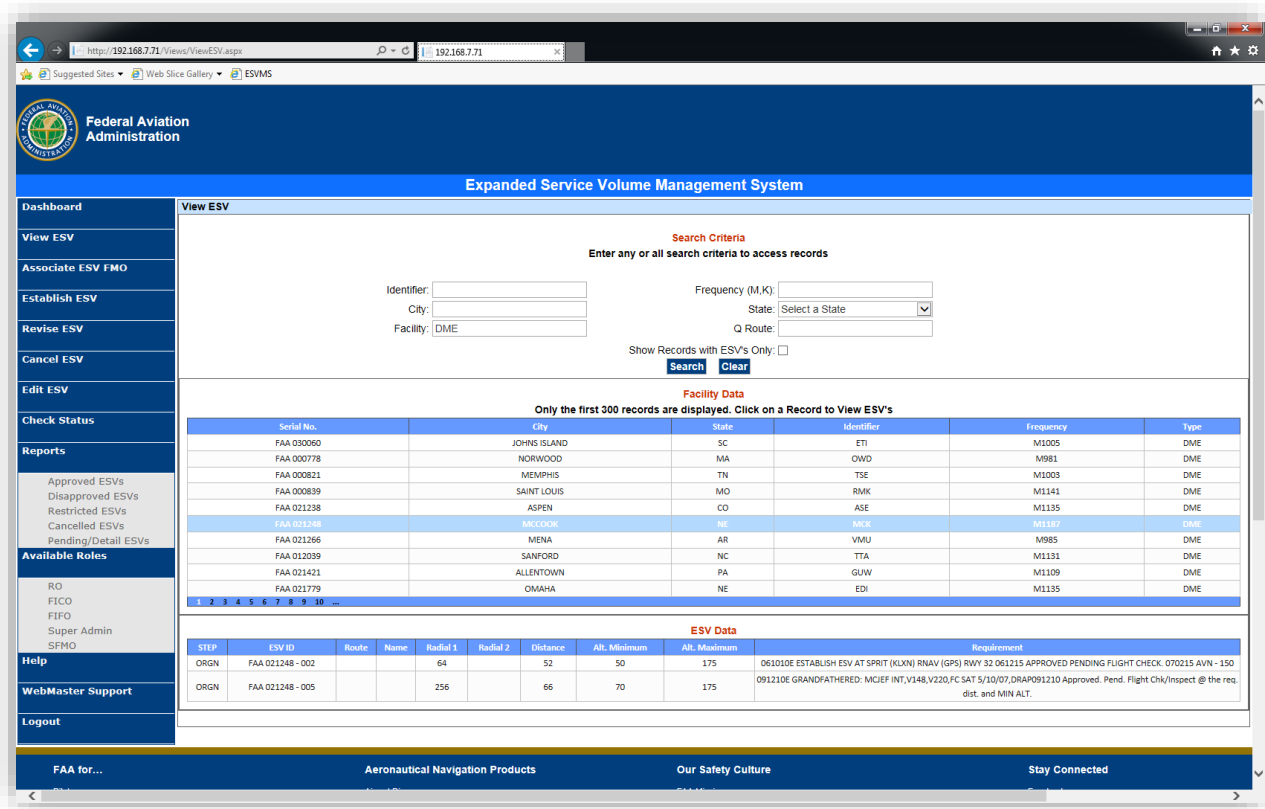 http://192.168.7.71/Views/ViewESV.aspx
192.168.7.71
Suggested Sites Web Slice Gallery ESVMS
FEDERAL AVIATION ADMINISTRATION
Federal Aviation
Administration
Expanded Service Volume Management System
Dashboard
View ESV
Associate ESV FMO
Establish ESV
Revise ESV
Cancel ESV
Edit ESV
Check Status
Reports
Approved ESVs
Disapproved ESVs
Restricted ESVs
Cancelled ESVs
Pending/Detail ESVs
Available Roles
RO
FICO
FIFO
Super Admin
SFMO
Help
WebMaster Support
Logout
View ESV
Search Criteria
Enter any or all search criteria to access records
Identifier: Frequency (M,K):
City: State: Select a State
Facility: DME Q Route:
Show Records with ESV's Only:
Search Clear
Facility Data
Only the first 300 records are displayed. Click on a Record to View ESV's
Serial No. City State Identifier Frequency Type
FAA 030060 JOHNS ISLAND SC ETI M1005 DME
FAA 000778 NORWOOD MA OWD M981 DME
FAA 000821 MEMPHIS TN TSE M1003 DME
FAA 000839 SAINT LOUIS MO RMK M1141 DME
FAA 021238 ASPEN CO ASE M1135 DME
FAA 021248 MCCOOK NE MCK M1187 DME
FAA 021266 MENA AR VMU M985 DME
FAA 012039 SANFORD NC TTA M1131 DME
FAA 021421 ALLENTOWN PA GUW M1109 DME
FAA 021779 OMAHA NE EDI M1135 DME
1 2 3 4 5 6 7 8 9 10 ...
ESV Data
STEP ESV ID Route Name Radial 1 Radial 2 Distance Alt. Minimum Alt. Maximum Requirement
ORGN FAA 021248 - 002 64 52 50 175 061010E ESTABLISH ESV AT SPRIT (KLXN) RNAV (GPS) RWY 32 061215 APPROVED PENDING FLIGHT CHECK. 070215 AVN - 150
ORGN FAA 021248 - 005 256 66 70 175 091210E GRANDFATHERED: MCJEF INT,V148,V220,FC SAT 5/10/07,DRAP091210 Approved. Pend. Flight Chk/Inspect @ the req.
dist. and MIN ALT.
FAA for... Aeronautical Navigation Products Our Safety Culture Stay Connected